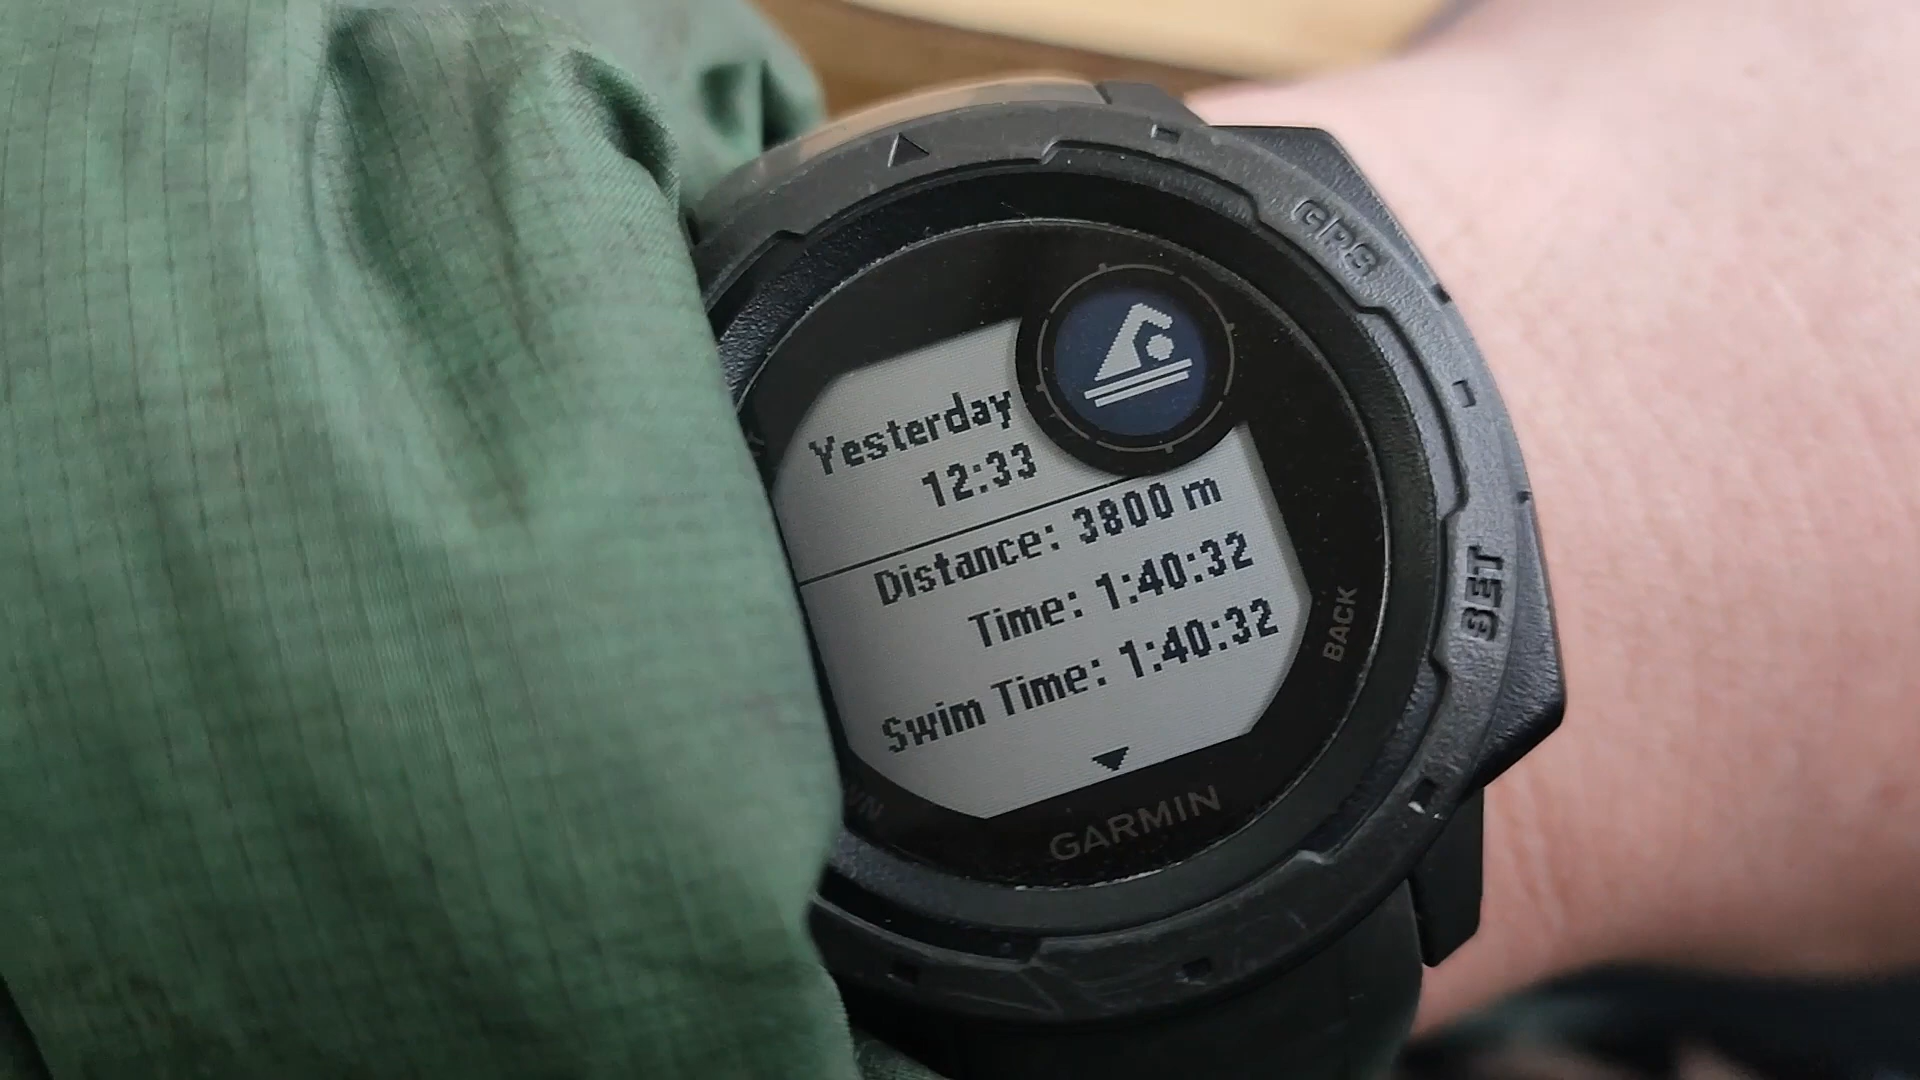 GPS
Yesterday
12:33
Distance: 3800 m
Time: 1:40:32
Swim Time: 1:40:32
SET
BACK
GARMIN